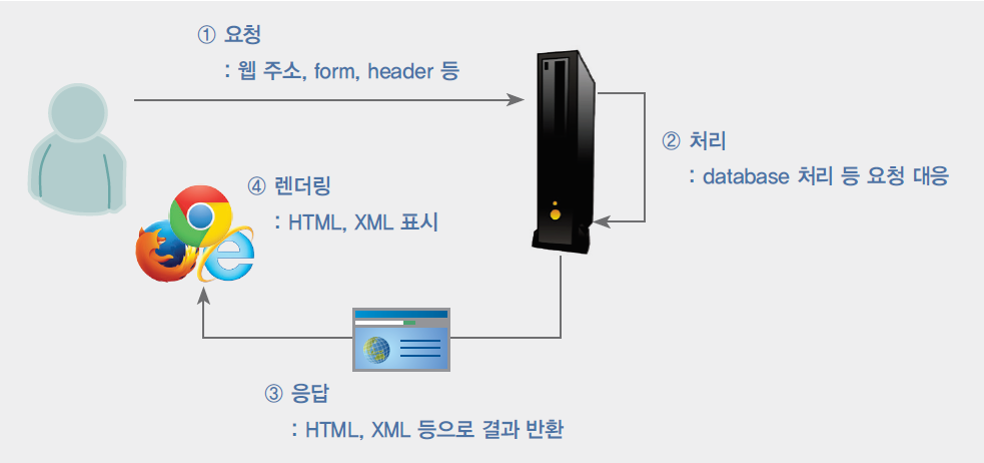 ① 요청
: 웹 주소, form, header 등
② 처리
: database 처리 등 요청 대응
④ 렌더링
: HTML, XML 표시
③ 응답
: HTML, XML 등으로 결과 반환